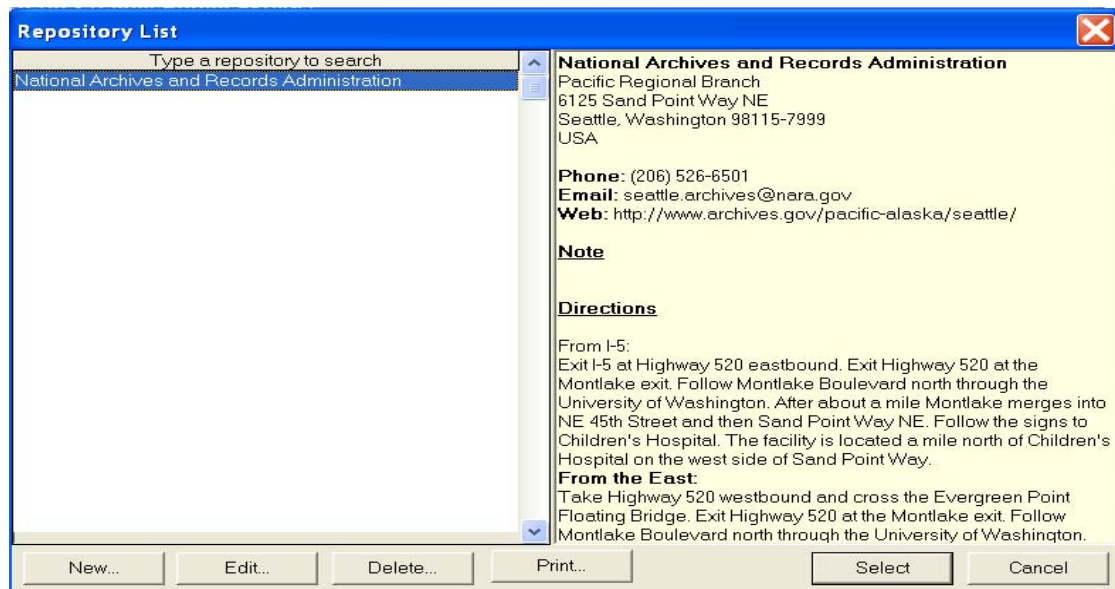 Repository List
Type a repository to search
National Archives and Records Administration
National Archives and Records Administration
Pacific Regional Branch
6125 Sand Point Way NE
Seattle, Washington 98115-7999
USA
Phone: (206) 526-6501
Email: seattle.archives@nara.gov
Web: http://www.archives.gov/pacific-alaska/seattle/
Note
Directions
From I-5:
Exit I-5 at Highway 520 eastbound. Exit Highway 520 at the
Montlake exit. Follow Montlake Boulevard north through the
University of Washington. After about a mile Montlake merges into
NE 45th Street and then Sand Point Way NE. Follow the signs to
Children's Hospital. The facility is located a mile north of Children's
Hospital on the west side of Sand Point Way.
From the East:
Take Highway 520 westbound and cross the Evergreen Point
Floating Bridge. Exit Highway 520 at the Montlake exit. Follow
Montlake Boulevard north through the University of Washington.
New... Edit... Delete... Print... Select Cancel